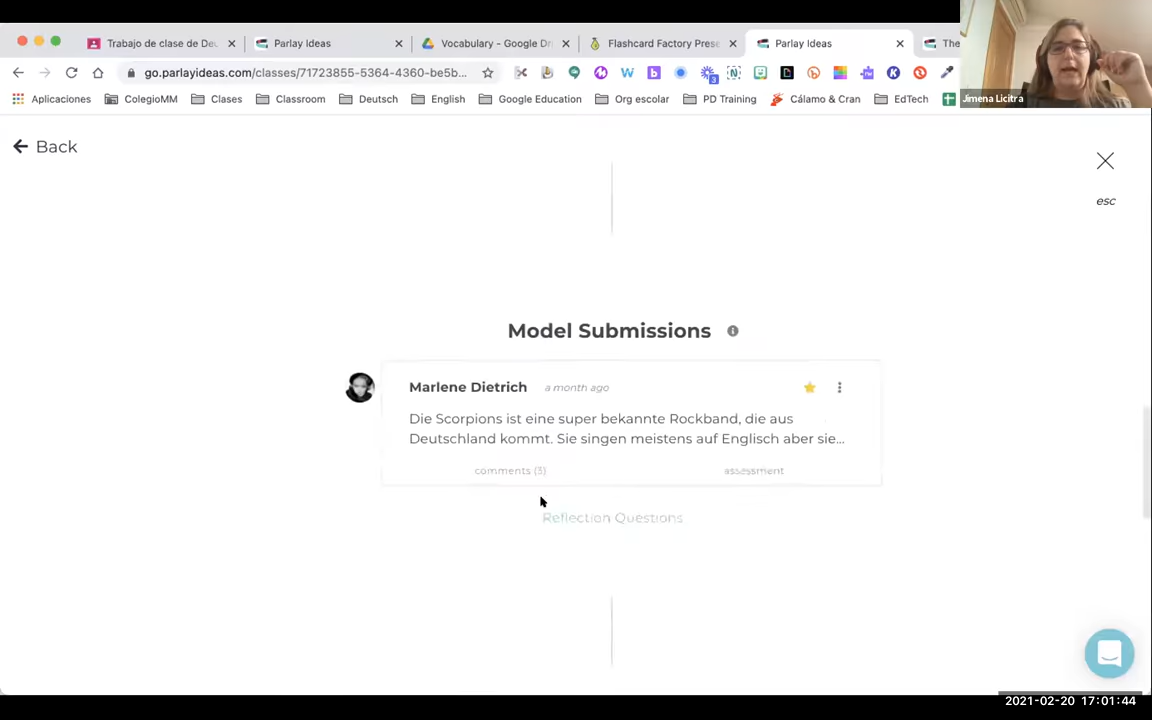 Trabajo de clase de Deu
Parlay Ideas
Vocabulary - Google Dri
Flashcard Factory Prese
Parlay Ideas
The
go.parlayideas.com/classes/71723855-5364-4360-be5b...
Aplicaciones
ColegioMM
Clases
Classroom
Deutsch
English
Google Education
Org escolar
PD Training
Cálamo & Cran
EdTech
Jimena Licitra
Back
esc
Model Submissions
Marlene Dietrich a month ago
Die Scorpions ist eine super bekannte Rockband, die aus
Deutschland kommt. Sie singen meistens auf Englisch aber sie...
comments (3) assessment
Reflection Questions
2021-02-20 17:01:44